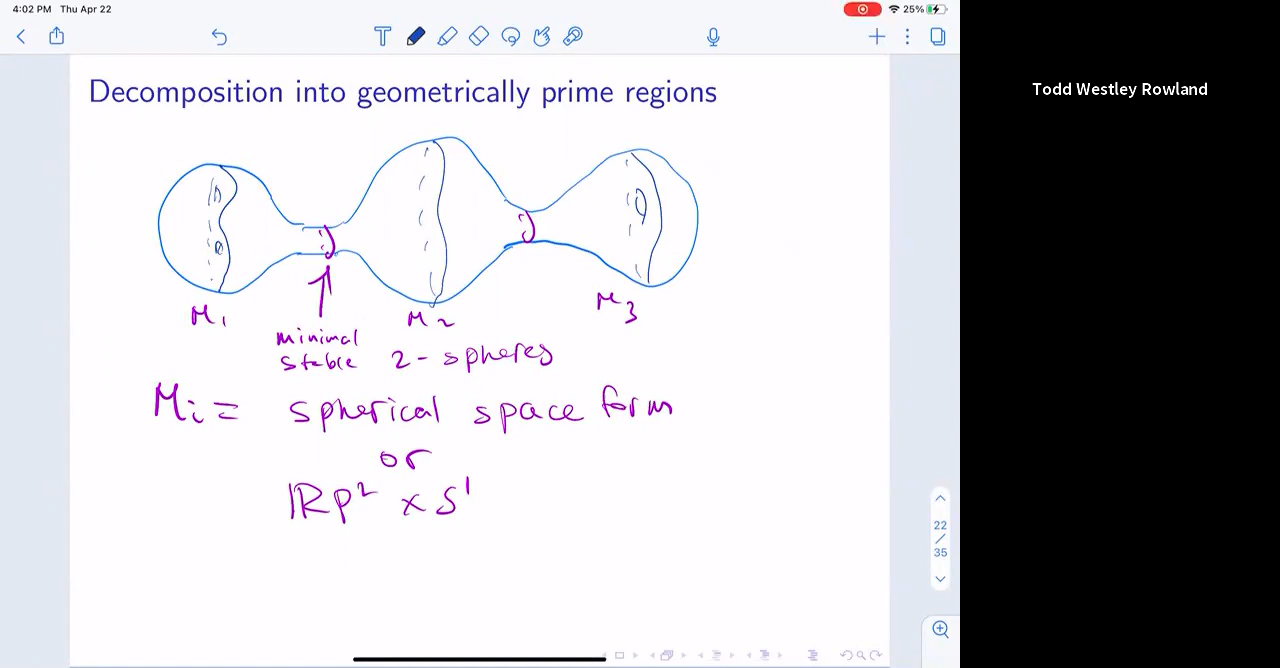 4:02 PM Thu Apr 22
25%
Decomposition into geometrically prime regions
Todd Westley Rowland
M1 M2 M3
minimal
stable 2-spheres
Mi = spherical space form
or
ℝP² × S¹
22
/
35